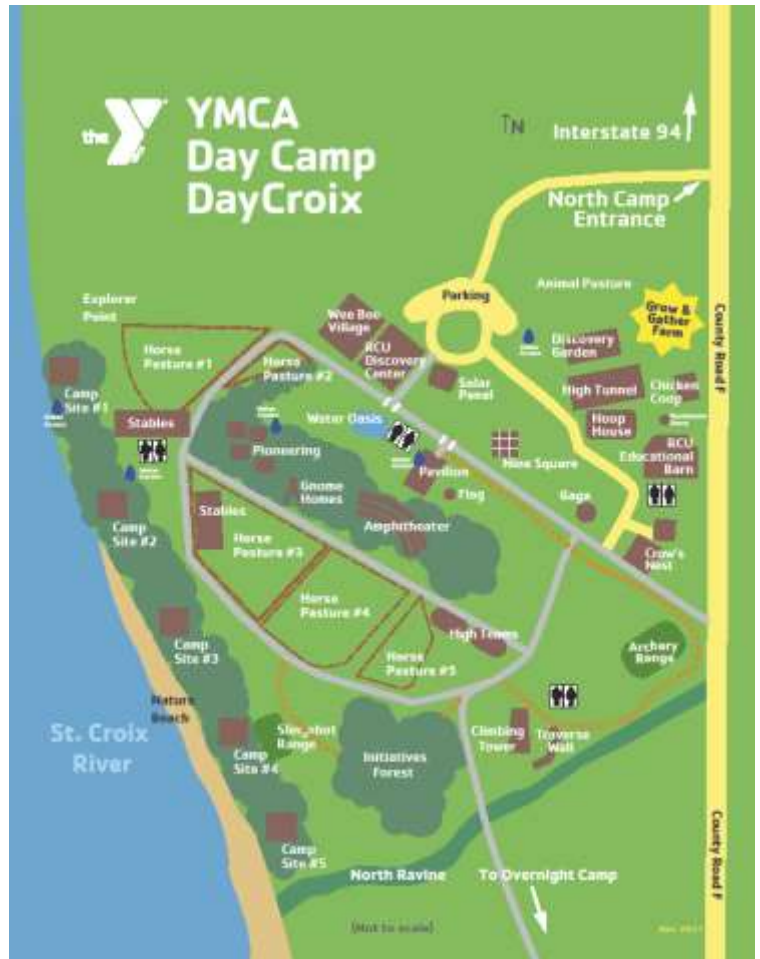 the
YMCA
Day Camp
DayCroix
N
Interstate 94
North Camp
Entrance
Parking
Animal Pasture
Grow &
Gather
Farm
County Road F
Explorer
Point
Wee Boo
Village
RCU
Discovery
Center
Discovery
Garden
Horse
Pasture #1
Horse
Pasture #2
Solar
Panel
High Tunnel
Chicken
Coop
Camp
Site #1
Stables
Water Oasis
Hoop
House
RCU
Educational
Barn
Pioneering
Pavilion
Nine Square
Gnome
Homes
Flag
Gaga
Stables
Amphitheater
Camp
Site #2
Horse
Pasture #3
Crow's
Nest
Horse
Pasture #4
High Teams
Archery
Range
Camp
Site #3
Horse
Pasture #5
Nature
Beach
St. Croix
River
Slingshot
Range
Camp
Site #4
Initiatives
Forest
Climbing
Tower
Traverse
Wall
County Road F
Camp
Site #5
North Ravine
To Overnight Camp
(Not to scale)